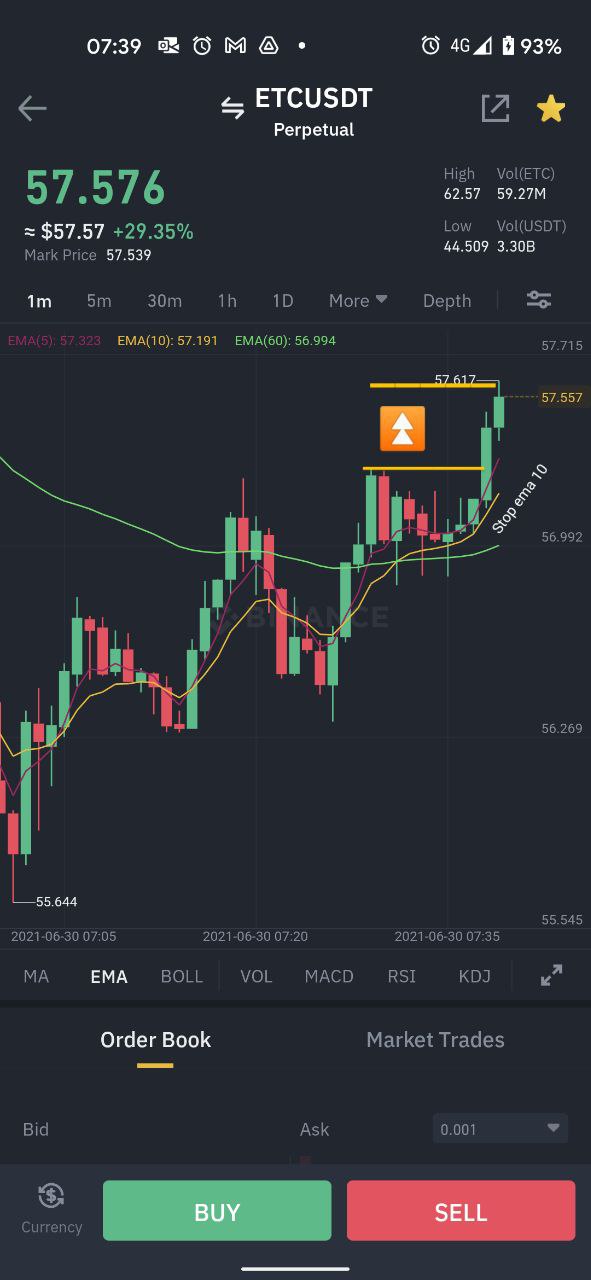 07:39
4G 93%
ETCUSDT
Perpetual
57.576
≈ $57.57 +29.35%
Mark Price 57.539
High Vol(ETC)
62.57 59.27M
Low Vol(USDT)
44.509 3.30B
1m 5m 30m 1h 1D More Depth
EMA(5): 57.323 EMA(10): 57.191 EMA(60): 56.994
57.715
57.617
57.557
Stop ema 10
56.992
BINANCE
56.269
55.644
55.545
2021-06-30 07:05 2021-06-30 07:20 2021-06-30 07:35
MA EMA BOLL VOL MACD RSI KDJ
Order Book Market Trades
Bid Ask 0.001
Currency BUY SELL